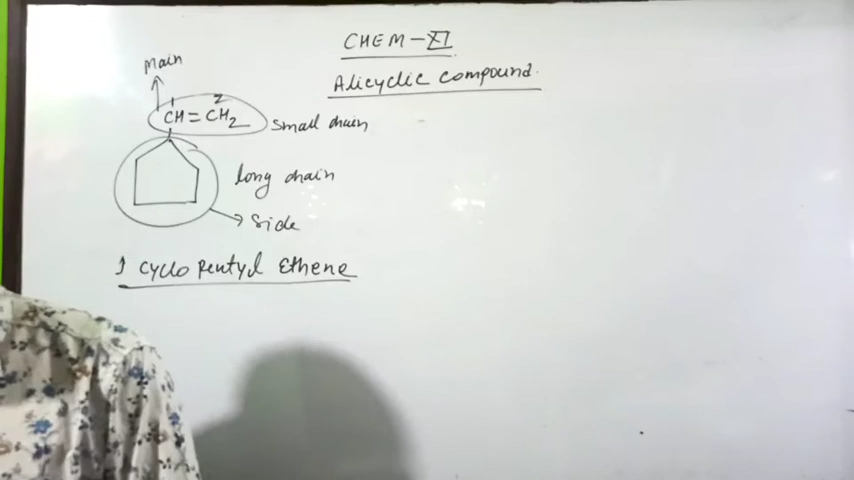 CHEM-XI
Alicyclic compound.
Main
1 2
CH=CH2 Small chain
long chain
Side
1 cyclo Pentyl Ethene